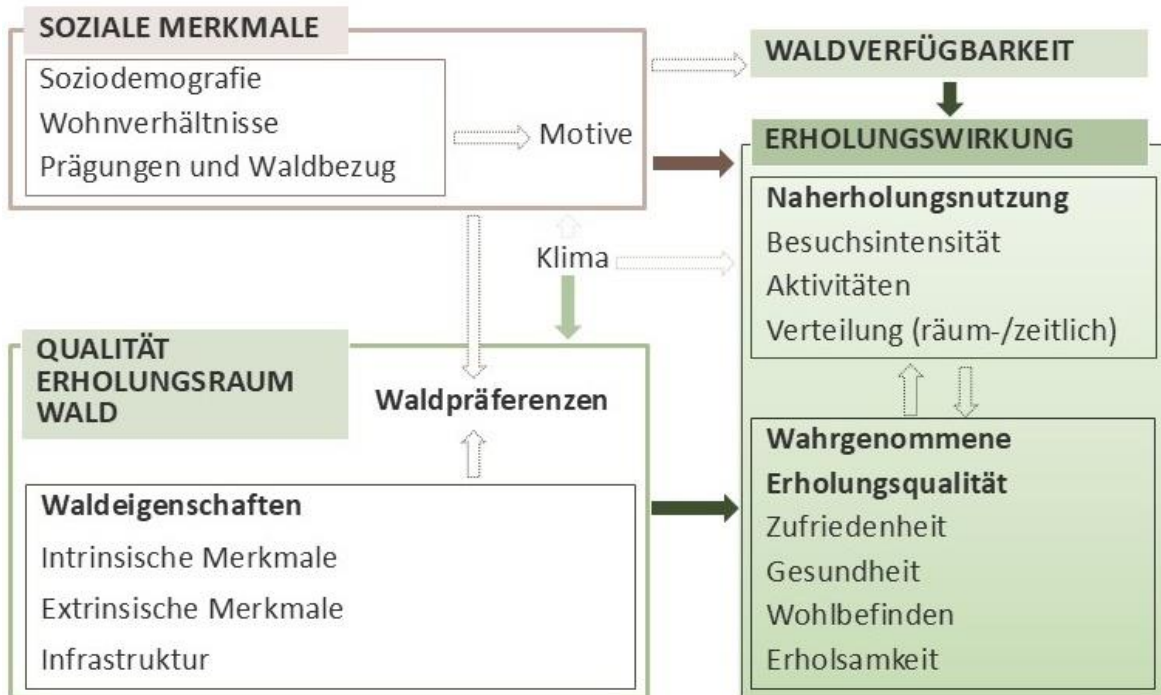 SOZIALE MERKMALE
Soziodemografie
Wohnverhältnisse
Prägungen und Waldbezug
Motive
WALDVERFÜGBARKEIT
ERHOLUNGSWIRKUNG
Naherholungsnutzung
Besuchsintensität
Aktivitäten
Verteilung (räum-/zeitlich)
Klima
QUALITÄT
ERHOLUNGSRAUM
WALD
Waldpräferenzen
Waldeigenschaften
Intrinsische Merkmale
Extrinsische Merkmale
Infrastruktur
Wahrgenommene
Erholungsqualität
Zufriedenheit
Gesundheit
Wohlbefinden
Erholsamkeit